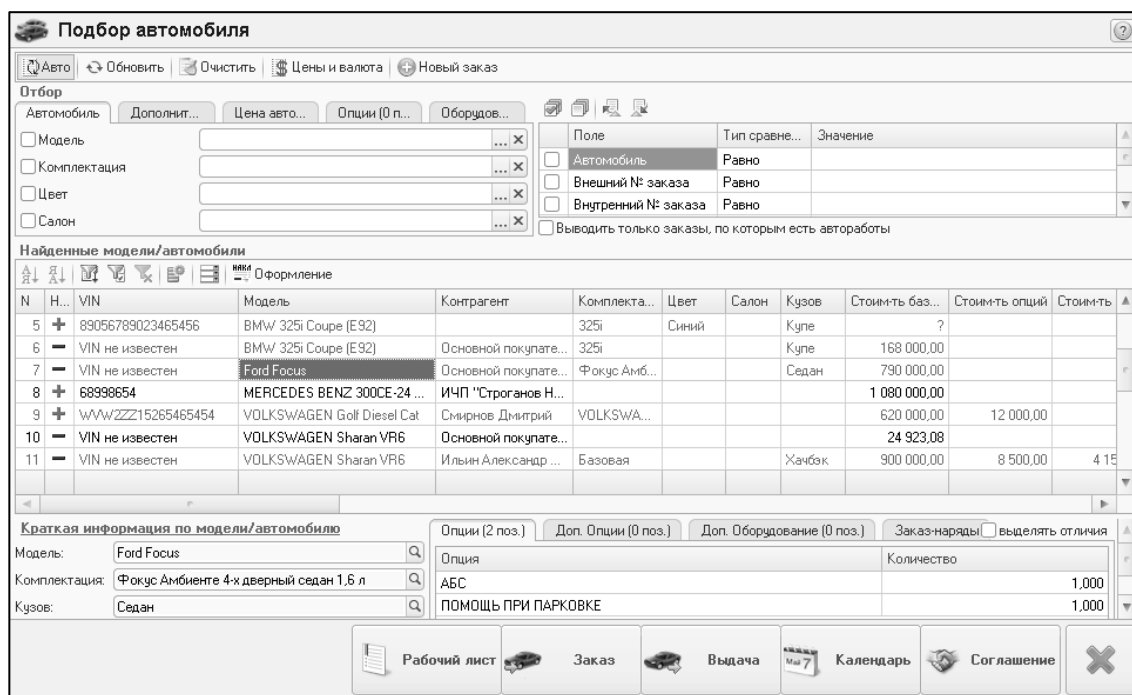 Подбор автомобиля
Авто Обновить Очистить Цены и валюта Новый заказ
Отбор
Автомобиль Дополнит... Цена авто... Опции (0 п... Оборудов...
Поле Тип сравне... Значение
Модель ... ×
Автомобиль Равно
Комплектация ... ×
Внешний № заказа Равно
Цвет ... ×
Внутренний № заказа Равно
Салон ... ×
Выводить только заказы, по которым есть автоработы
Найденные модели/автомобили
Оформление
N Н... VIN Модель Контрагент Комплекта... Цвет Салон Кузов Стоим-ть баз... Стоим-ть опций Стоим-ть
5 + 89056789023465456 BMW 325i Coupe (E92) 325i Синий Купе ?
6 − VIN не известен BMW 325i Coupe (E92) Основной покупате... 325i Купе 168 000,00
7 − VIN не известен Ford Focus Основной покупате... Фокус Амб... Седан 790 000,00
8 + 68998654 MERCEDES BENZ 300CE-24 ... ИЧП "Строганов Н... 1 080 000,00
9 + WVW2ZZ15265465454 VOLKSWAGEN Golf Diesel Cat Смирнов Дмитрий VOLKSWA... 620 000,00 12 000,00
10 − VIN не известен VOLKSWAGEN Sharan VR6 Основной покупате... 24 923,08
11 − VIN не известен VOLKSWAGEN Sharan VR6 Ильин Александр ... Базовая Хачбэк 900 000,00 8 500,00 4 15
Краткая информация по модели/автомобилю
Опции (2 поз.) Доп. Опции (0 поз.) Доп. Оборудование (0 поз.) Заказ-наряды выделять отличия
Модель: Ford Focus
Опция Количество
Комплектация: Фокус Амбиенте 4-х дверный седан 1,6 л
АБС 1,000
Кузов: Седан
ПОМОЩЬ ПРИ ПАРКОВКЕ 1,000
Рабочий лист Заказ Выдача Календарь Соглашение